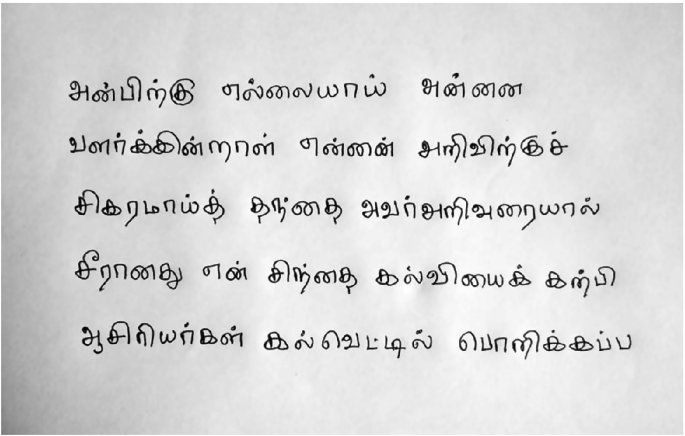 அன்பிற்கு எல்லையாய் அன்னை
வளர்க்கின்றாள் என்னை அறிவிற்குச்
சிகரமாய்த் தந்தை அவர்அறிவுரையால்
சீரானது என் சிந்தை கல்வியைக் கற்பி
ஆசிரியர்கள் கல்வெட்டில் பொறிக்கப்ப